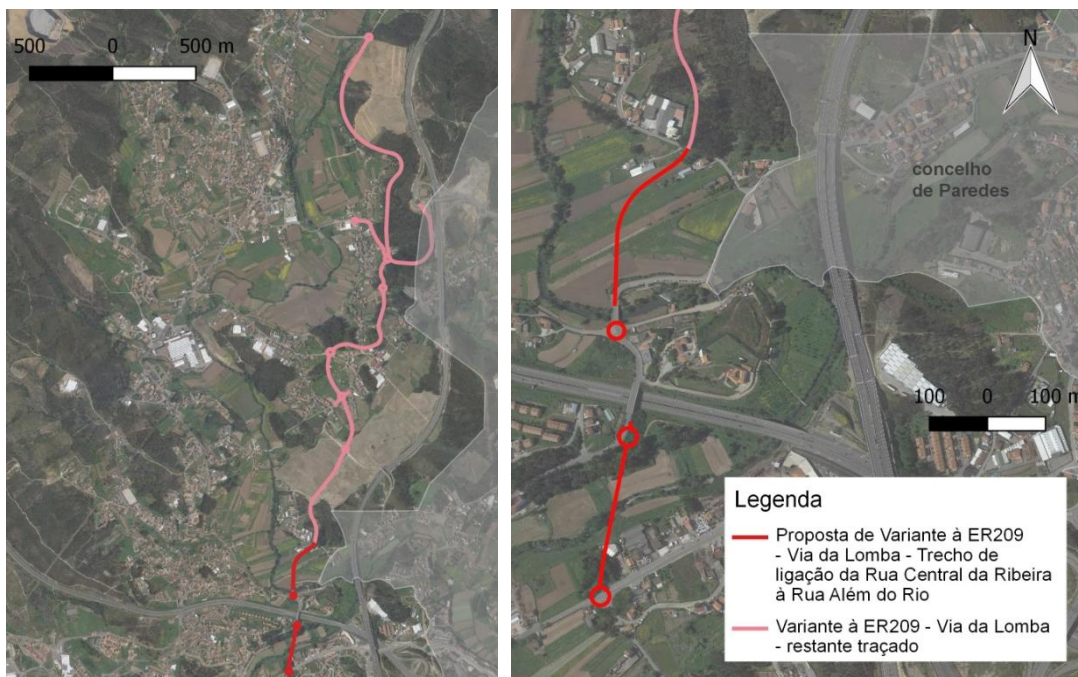 500 0 500 m
N
concelho
de Paredes
100 0 100 m
Legenda
Proposta de Variante à ER209
- Via da Lomba - Trecho de
ligação da Rua Central da Ribeira
à Rua Além do Rio
Variante à ER209 - Via da Lomba
- restante traçado